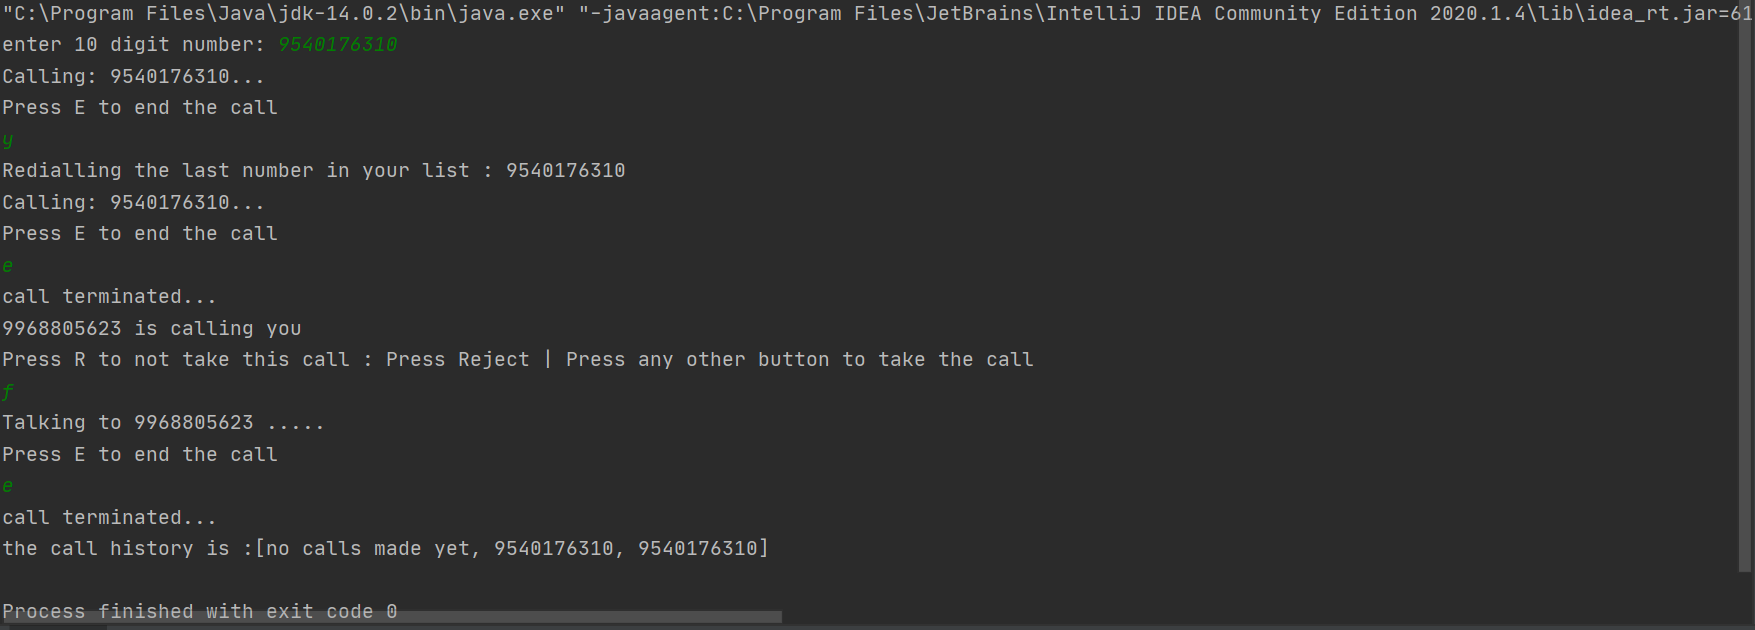 "C:\Program Files\Java\jdk-14.0.2\bin\java.exe" "-javaagent:C:\Program Files\JetBrains\IntelliJ IDEA Community Edition 2020.1.4\lib\idea_rt.jar=61
enter 10 digit number: 9540176310
Calling: 9540176310...
Press E to end the call
y
Redialling the last number in your list : 9540176310
Calling: 9540176310...
Press E to end the call
e
call terminated...
9968805623 is calling you
Press R to not take this call : Press Reject | Press any other button to take the call
f
Talking to 9968805623 .....
Press E to end the call
e
call terminated...
the call history is :[no calls made yet, 9540176310, 9540176310]
Process finished with exit code 0